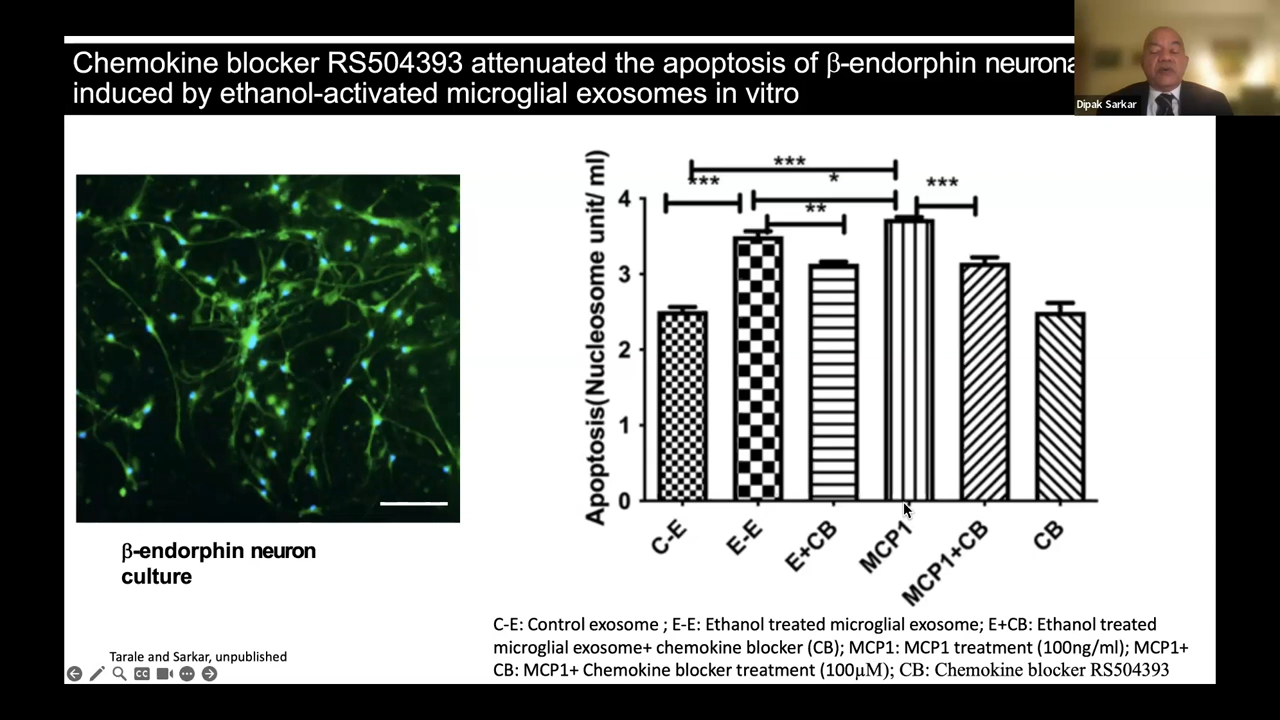 Chemokine blocker RS504393 attenuated the apoptosis of β-endorphin neurona
induced by ethanol-activated microglial exosomes in vitro
Dipak Sarkar
β-endorphin neuron
culture
Tarale and Sarkar, unpublished
CC
Apoptosis(Nucleosome unit/ ml)
4
3
2
1
0
***
*
***
***
**
C-E
E-E
E+CB
MCP1
MCP1+CB
CB
C-E: Control exosome ; E-E: Ethanol treated microglial exosome; E+CB: Ethanol treated
microglial exosome+ chemokine blocker (CB); MCP1: MCP1 treatment (100ng/ml); MCP1+
CB: MCP1+ Chemokine blocker treatment (100µM); CB: Chemokine blocker RS504393